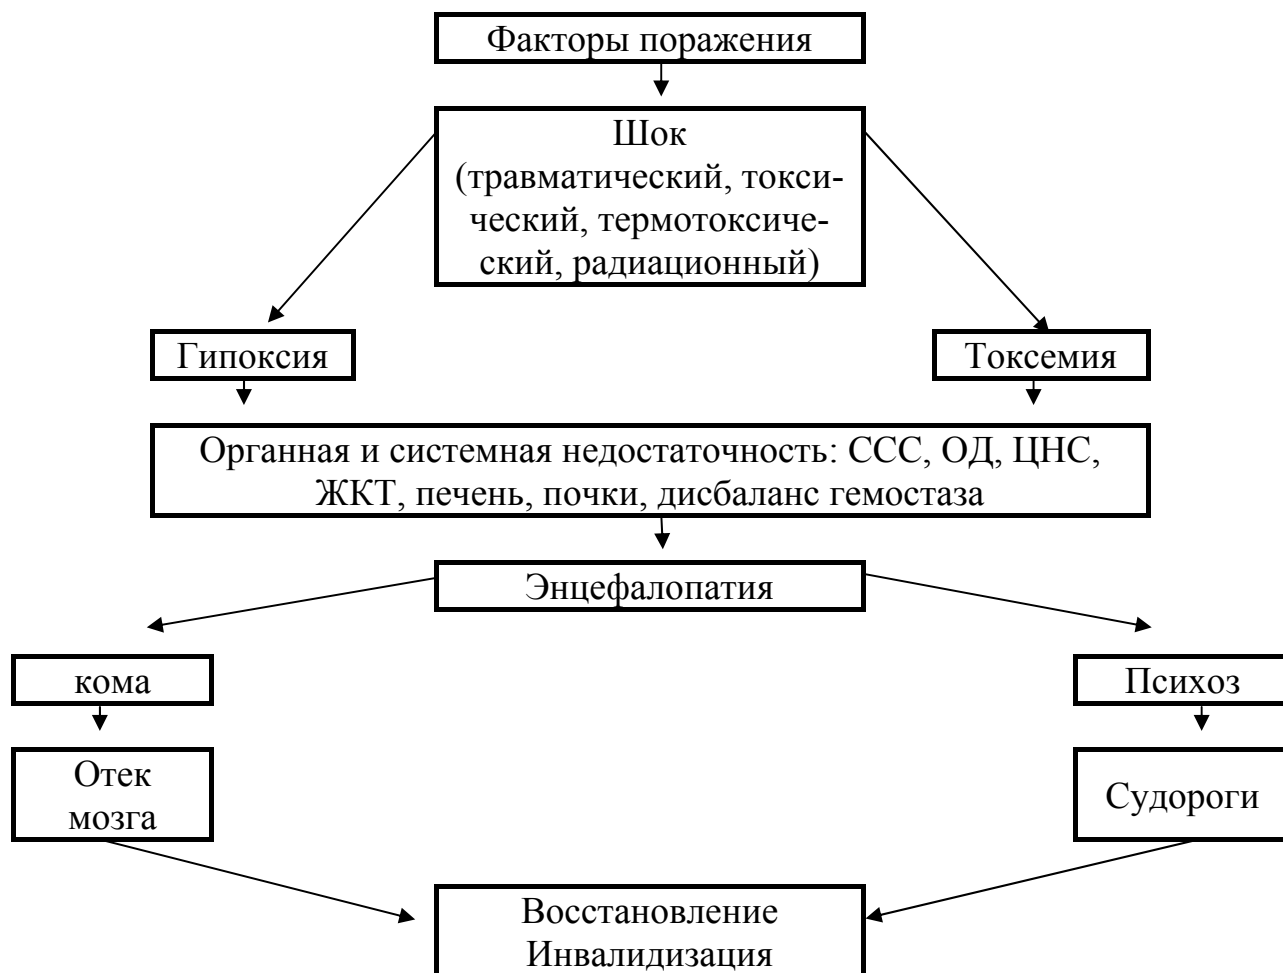 Факторы поражения
Шок
(травматический, токси-
ческий, термотоксиче-
ский, радиационный)
Гипоксия
Токсемия
Органная и системная недостаточность: ССС, ОД, ЦНС,
ЖКТ, печень, почки, дисбаланс гемостаза
Энцефалопатия
кома
Психоз
Отек
мозга
Судороги
Восстановление
Инвалидизация